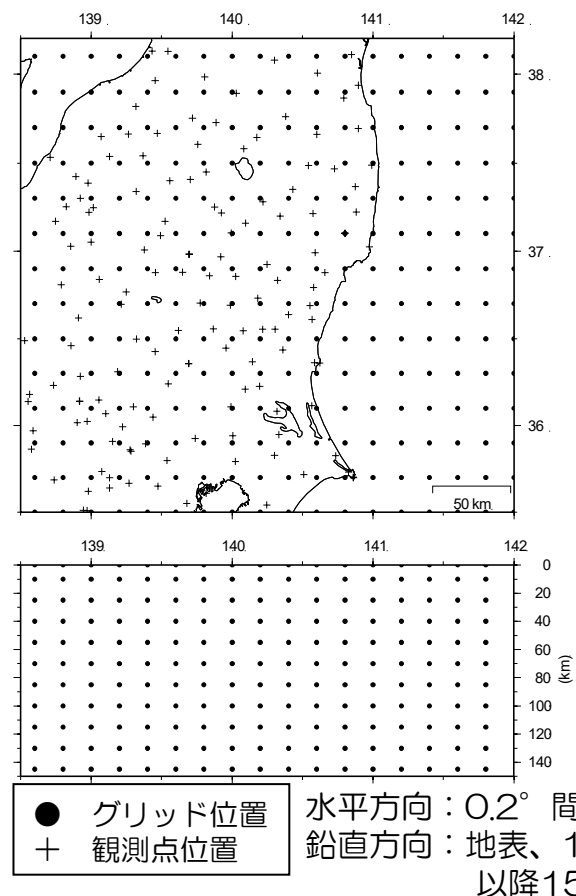 139. 140. 141. 142.
38.
37.
36.
50 km.
139. 140. 141. 142.
0
20
40
60
80
100
120
140
(km)
● グリッド位置
+ 観測点位置
水平方向：0.2° 間
鉛直方向：地表、1
以降15